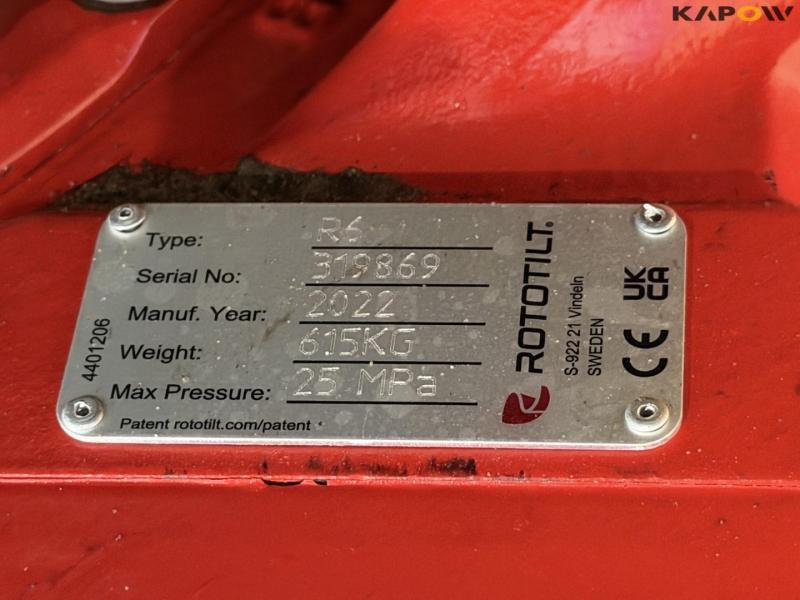 KAPOW
Type: R6
Serial No: 319869
Manuf. Year: 2022
Weight: 615KG
Max Pressure: 25 MPa
Patent rototilt.com/patent
4401206
ROTOTILT®
S-922 21 Vindeln
SWEDEN
CE
UK
CA